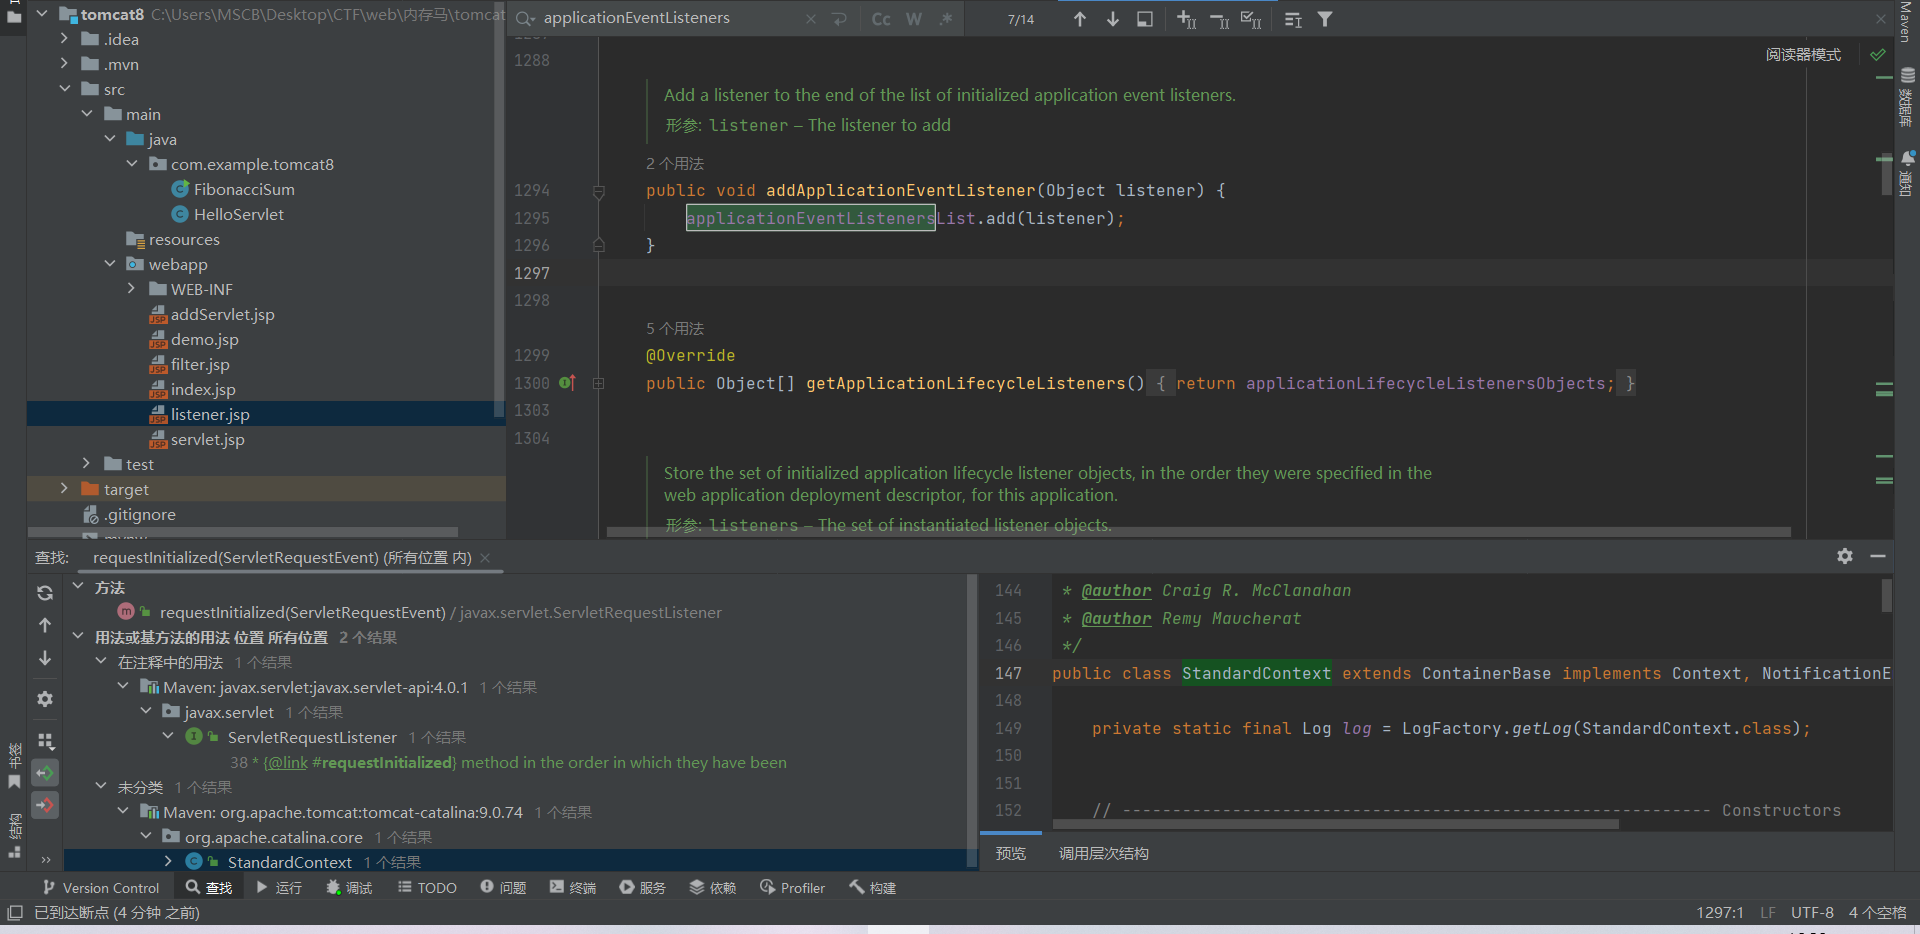 tomcat8 C:\Users\MSCB\Desktop\CTF\web\内存马\tomcat
.idea
.mvn
src
main
java
com.example.tomcat8
FibonacciSum
HelloServlet
resources
webapp
WEB-INF
addServlet.jsp
demo.jsp
filter.jsp
index.jsp
listener.jsp
servlet.jsp
test
target
.gitignore
applicationEventListeners
Cc W .* 7/14
阅读器模式
1288
Add a listener to the end of the list of initialized application event listeners.
形参: listener – The listener to add
2 个用法
1294 public void addApplicationEventListener(Object listener) {
1295 applicationEventListenersList.add(listener);
1296 }
1297
1298
5 个用法
1299 @Override
1300 public Object[] getApplicationLifecycleListeners() { return applicationLifecycleListenersObjects; }
1303
1304
Store the set of initialized application lifecycle listener objects, in the order they were specified in the
web application deployment descriptor, for this application.
形参: listeners – The set of instantiated listener objects.
Maven
数据库
通知
查找: requestInitialized(ServletRequestEvent) (所有位置 内)
方法
requestInitialized(ServletRequestEvent) / javax.servlet.ServletRequestListener
用法或基方法的用法 位置 所有位置 2 个结果
在注释中的用法 1 个结果
Maven: javax.servlet:javax.servlet-api:4.0.1 1 个结果
javax.servlet 1 个结果
ServletRequestListener 1 个结果
38 * {@link #requestInitialized} method in the order in which they have been
未分类 1 个结果
Maven: org.apache.tomcat:tomcat-catalina:9.0.74 1 个结果
org.apache.catalina.core 1 个结果
StandardContext 1 个结果
144 * @author Craig R. McClanahan
145 * @author Remy Maucherat
146 */
147 public class StandardContext extends ContainerBase implements Context, NotificationE
148
149 private static final Log log = LogFactory.getLog(StandardContext.class);
150
151
152 // ----------------------------------------------------------- Constructors
预览 调用层次结构
书签
结构
Version Control 查找 运行 调试 TODO 问题 终端 服务 依赖 Profiler 构建
已到达断点 (4 分钟 之前)
1297:1 LF UTF-8 4 个空格